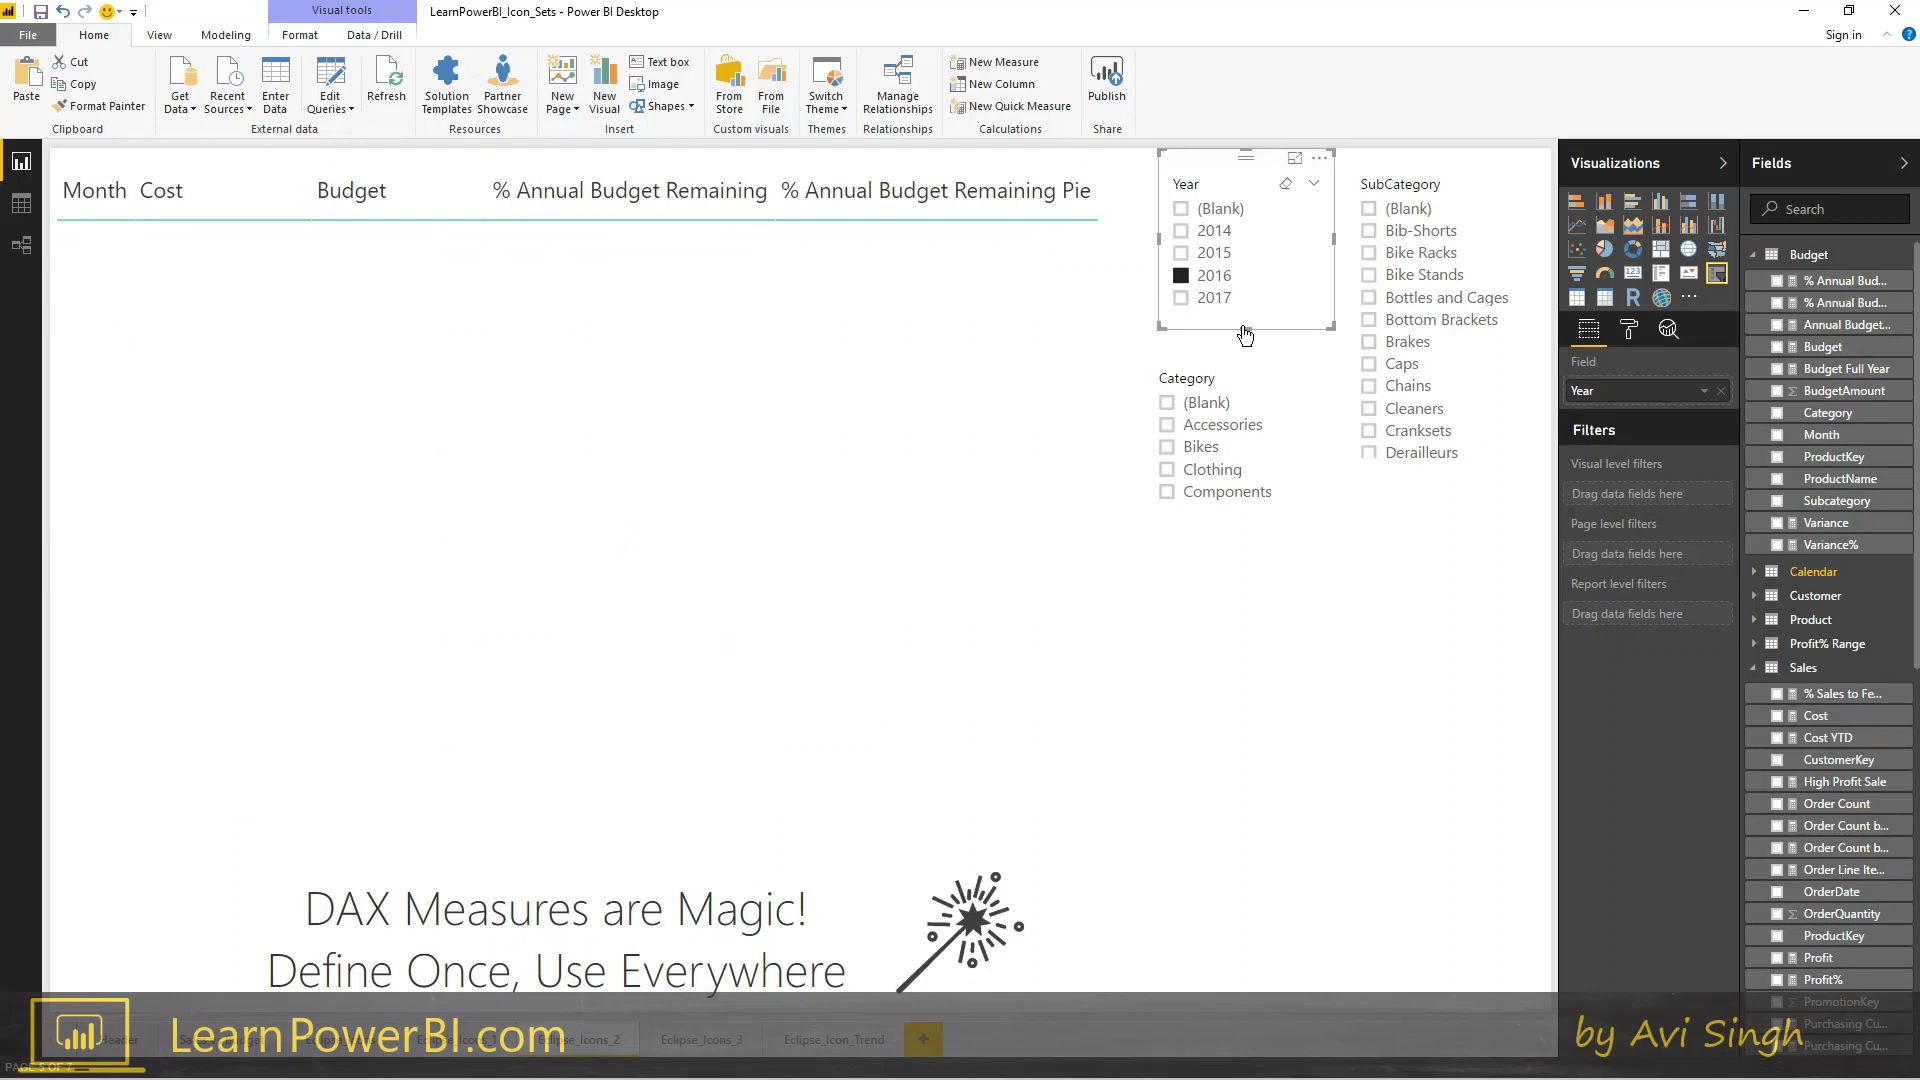 Visual tools
LearnPowerBI_Icon_Sets - Power BI Desktop
File Home View Modeling Format Data / Drill
Sign in
Paste
Cut
Copy
Format Painter
Clipboard
Get Data
Recent Sources
Enter Data
Edit Queries
Refresh
External data
Solution Templates
Partner Showcase
Resources
New Page
New Visual
Text box
Image
Shapes
Insert
From Store
From File
Custom visuals
Switch Theme
Themes
Manage Relationships
Relationships
New Measure
New Column
New Quick Measure
Calculations
Publish
Share
Month Cost Budget % Annual Budget Remaining % Annual Budget Remaining Pie
Year
(Blank)
2014
2015
2016
2017
Category
(Blank)
Accessories
Bikes
Clothing
Components
SubCategory
(Blank)
Bib-Shorts
Bike Racks
Bike Stands
Bottles and Cages
Bottom Brackets
Brakes
Caps
Chains
Cleaners
Cranksets
Derailleurs
DAX Measures are Magic!
Define Once, Use Everywhere
Visualizations
Field
Year
Filters
Visual level filters
Drag data fields here
Page level filters
Drag data fields here
Report level filters
Drag data fields here
Fields
Search
Budget
% Annual Bud...
% Annual Bud...
Annual Budget...
Budget
Budget Full Year
BudgetAmount
Category
Month
ProductKey
ProductName
Subcategory
Variance
Variance%
Calendar
Customer
Product
Profit% Range
Sales
% Sales to Fe...
Cost
Cost YTD
CustomerKey
High Profit Sale
Order Count
Order Count b...
Order Count b...
Order Line Ite...
OrderDate
OrderQuantity
ProductKey
Profit
Profit%
PromotionKey
Purchasing Cu...
Purchasing Cu...
LearnPowerBI.com
Eclipse_Icons_2 Eclipse_Icons_3 Eclipse_Icon_Trend
by Avi Singh
PAGE 5 OF 7